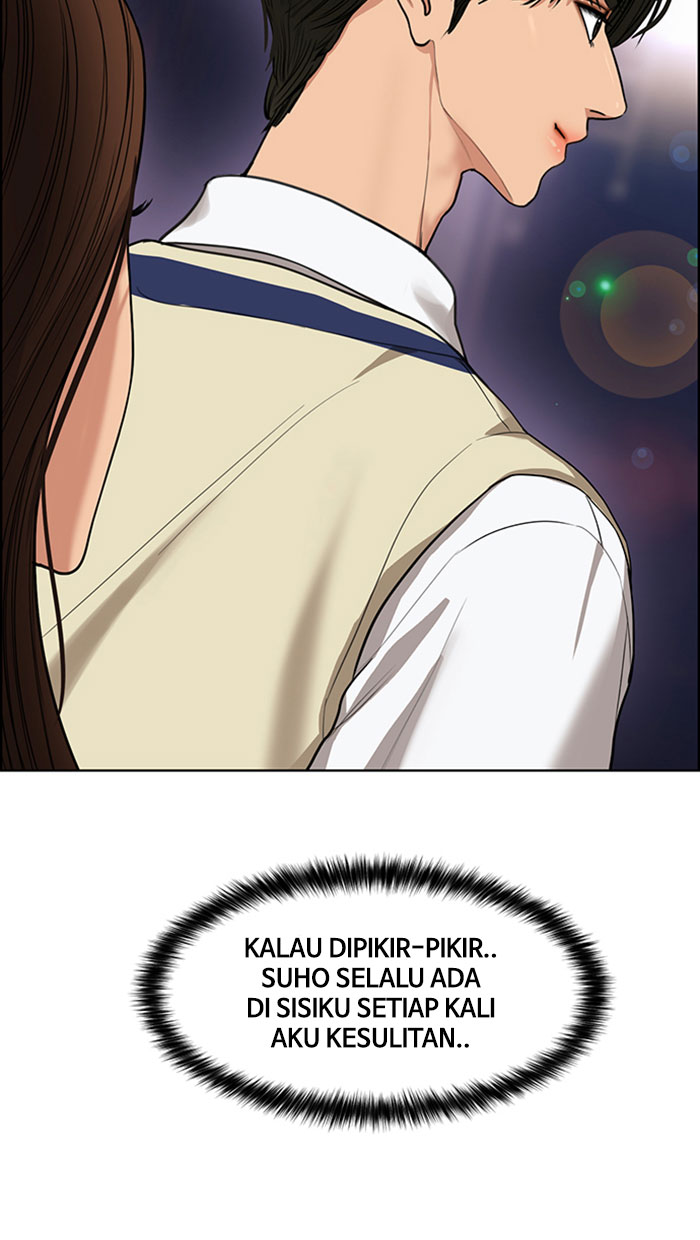 KALAU DIPIKIR-PIKIR..
SUHO SELALU ADA
DI SISIKU SETIAP KALI
AKU KESULITAN..